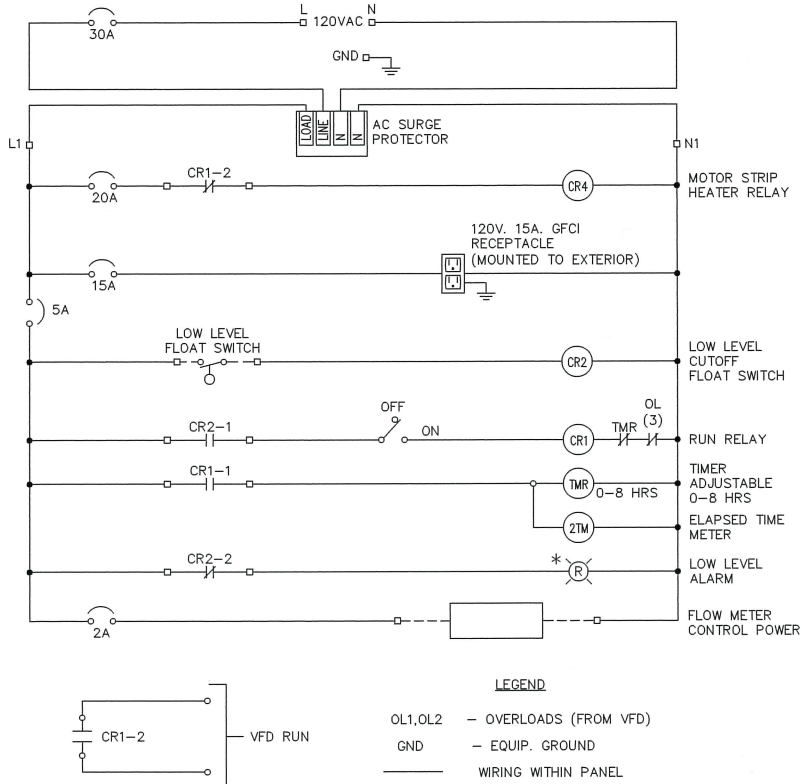 L N
120VAC
30A
GND
LOAD
LINE
N
N
AC SURGE
PROTECTOR
L1
N1
CR1-2
20A
CR4
MOTOR STRIP
HEATER RELAY
120V. 15A. GFCI
RECEPTACLE
(MOUNTED TO EXTERIOR)
15A
5A
LOW LEVEL
FLOAT SWITCH
CR2
LOW LEVEL
CUTOFF
FLOAT SWITCH
CR2-1
OFF
ON
CR1
TMR
OL
(3)
RUN RELAY
CR1-1
TMR
0-8 HRS
TIMER
ADJUSTABLE
0-8 HRS
2TM
ELAPSED TIME
METER
CR2-2
*
R
LOW LEVEL
ALARM
2A
FLOW METER
CONTROL POWER
CR1-2
VFD RUN
LEGEND
OL1,OL2 - OVERLOADS (FROM VFD)
GND - EQUIP. GROUND
WIRING WITHIN PANEL